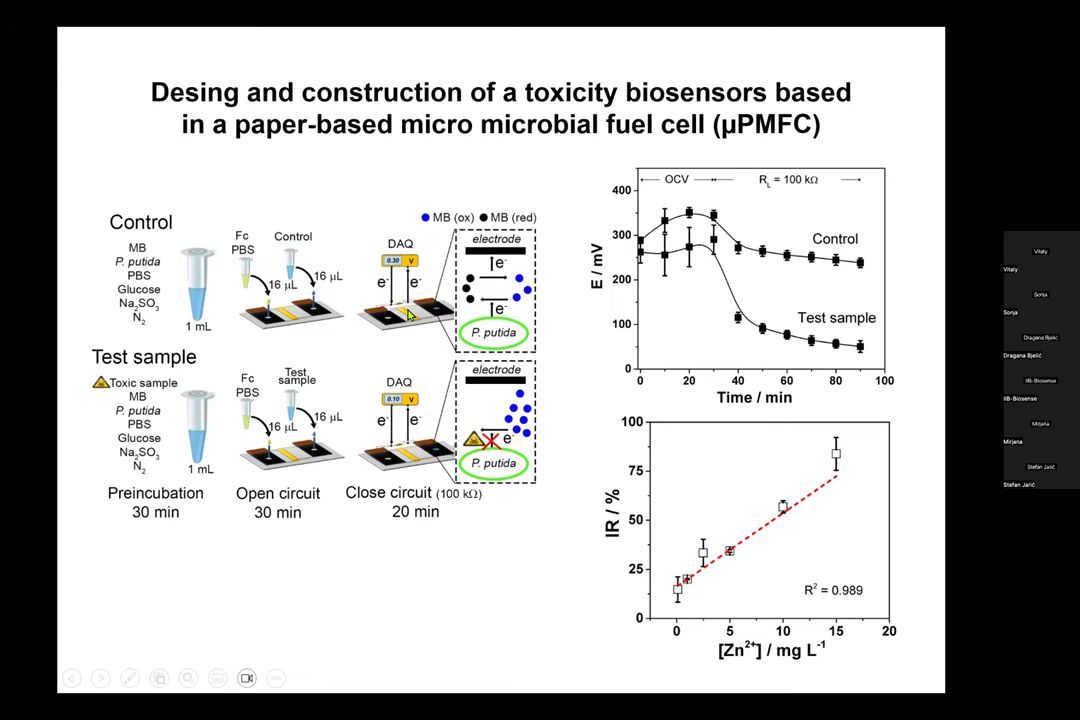 Desing and construction of a toxicity biosensors based
in a paper-based micro microbial fuel cell (µPMFC)
Control
MB
P. putida
PBS
Glucose
Na2SO3
N2
1 mL
Fc
PBS
Control
16 µL
16 µL
DAQ
0.30 V
e-
e-
MB (ox)
MB (red)
electrode
e-
e-
P. putida
Test sample
Toxic sample
MB
P. putida
PBS
Glucose
Na2SO3
N2
1 mL
Fc
PBS
Test
sample
16 µL
16 µL
DAQ
0.10 V
e-
e-
electrode
e-
P. putida
Preincubation
30 min
Open circuit
30 min
Close circuit (100 kΩ)
20 min
OCV
RL = 100 kΩ
400
300
200
100
0
E / mV
Control
Test sample
0 20 40 60 80 100
Time / min
100
75
50
25
0
IR / %
R2 = 0.989
0 5 10 15 20
[Zn2+] / mg L-1
Vitaly
Vitaly
Sonja
Sonja
Dragana Bjelić
Dragana Bjelić
IIB-Biosense
IIB-Biosense
Mirjana
Mirjana
Stefan Jarić
Stefan Jarić